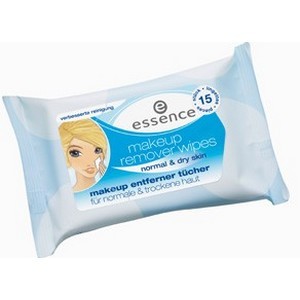 verbesserte reinigung
15
essence
makeup
remover wipes
normal & dry skin
makeup entferner tücher
für normale & trockene haut